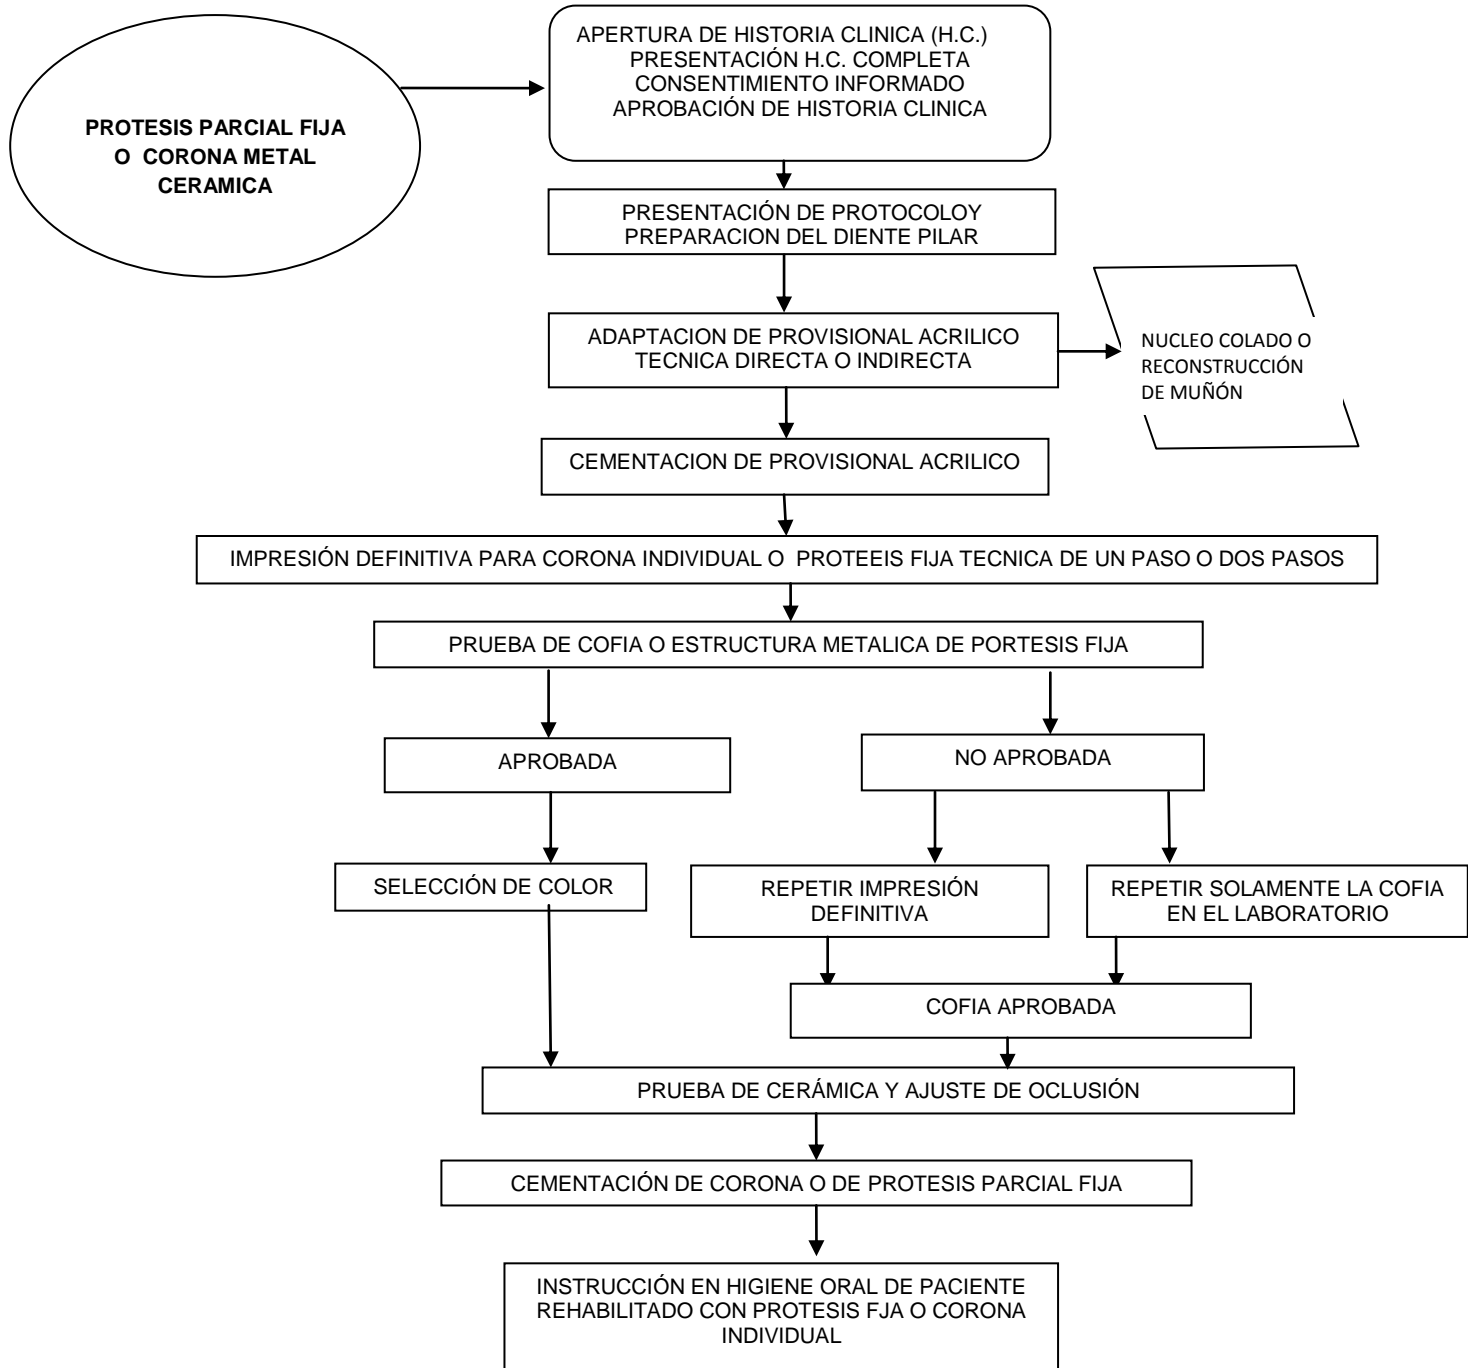 PROTESIS PARCIAL FIJA
O CORONA METAL
CERAMICA
APERTURA DE HISTORIA CLINICA (H.C.)
PRESENTACIÓN H.C. COMPLETA
CONSENTIMIENTO INFORMADO
APROBACIÓN DE HISTORIA CLINICA
PRESENTACIÓN DE PROTOCOLOY
PREPARACION DEL DIENTE PILAR
ADAPTACION DE PROVISIONAL ACRILICO
TECNICA DIRECTA O INDIRECTA
NUCLEO COLADO O
RECONSTRUCCIÓN
DE MUÑÓN
CEMENTACION DE PROVISIONAL ACRILICO
IMPRESIÓN DEFINITIVA PARA CORONA INDIVIDUAL O PROTEEIS FIJA TECNICA DE UN PASO O DOS PASOS
PRUEBA DE COFIA O ESTRUCTURA METALICA DE PORTESIS FIJA
APROBADA
NO APROBADA
SELECCIÓN DE COLOR
REPETIR IMPRESIÓN
DEFINITIVA
REPETIR SOLAMENTE LA COFIA
EN EL LABORATORIO
COFIA APROBADA
PRUEBA DE CERÁMICA Y AJUSTE DE OCLUSIÓN
CEMENTACIÓN DE CORONA O DE PROTESIS PARCIAL FIJA
INSTRUCCIÓN EN HIGIENE ORAL DE PACIENTE
REHABILITADO CON PROTESIS FJA O CORONA
INDIVIDUAL